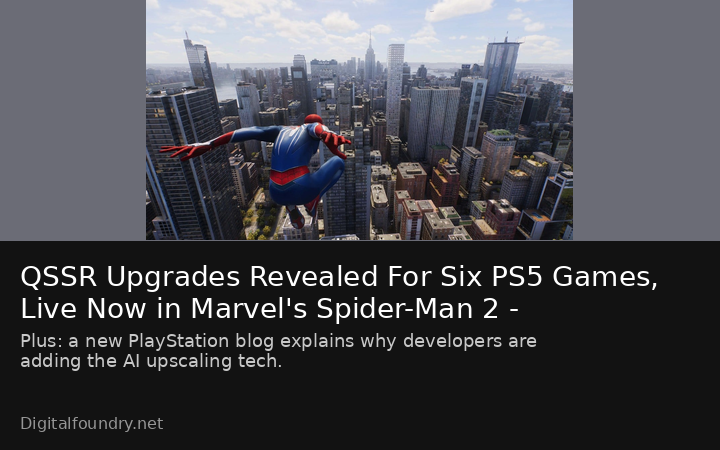 QSSR Upgrades Revealed For Six PS5 Games,
Live Now in Marvel's Spider-Man 2 -
Plus: a new PlayStation blog explains why developers are
adding the AI upscaling tech.
Digitalfoundry.net